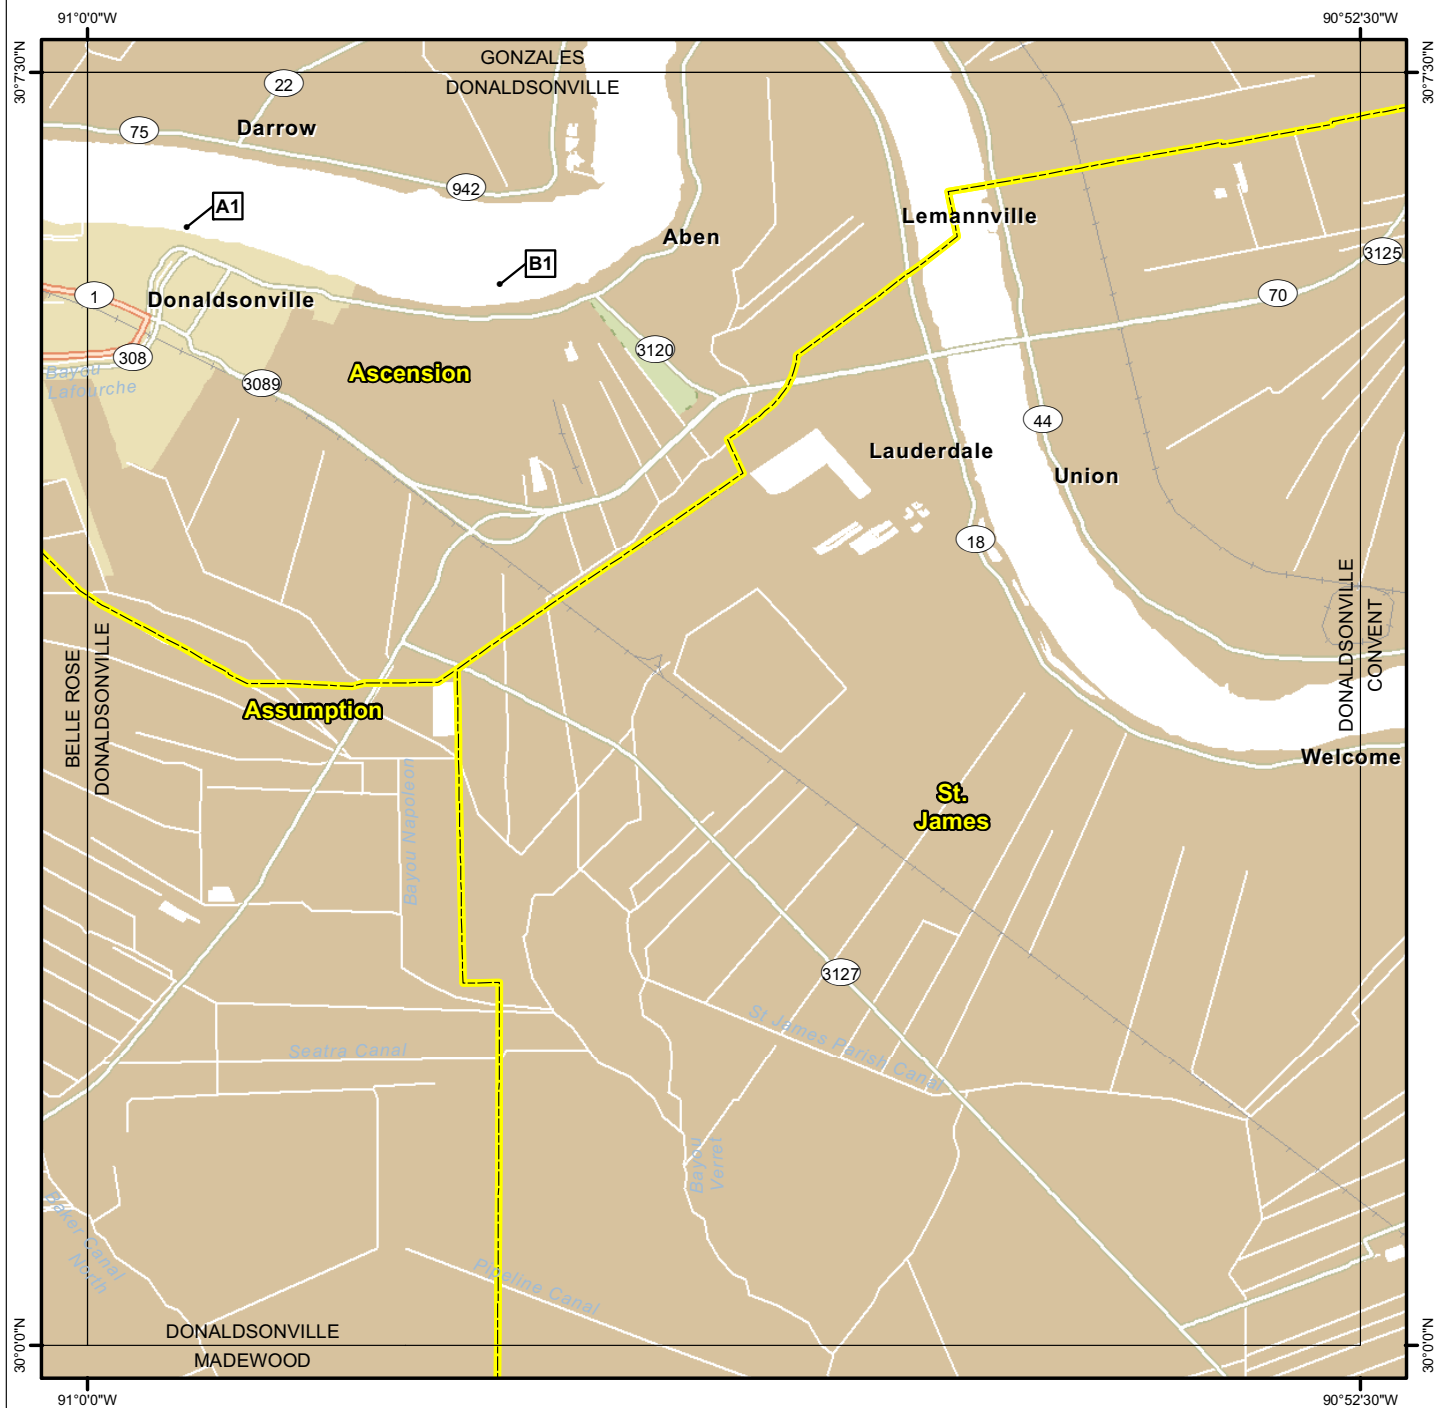 91°0'0"W
90°52'30"W
30°7'30"N
30°7'30"N
GONZALES
DONALDSONVILLE
22
75
Darrow
942
A1
Lemannville
Aben
B1
3125
1
Donaldsonville
70
308
3120
Bayou
Lafourche
3089
Ascension
44
Lauderdale
Union
18
BELLE ROSE
DONALDSONVILLE
DONALDSONVILLE
CONVENT
Assumption
Welcome
Bayou Napoleon
St.
James
3127
St James Parish Canal
Seatra Canal
Bayou
Verret
Baker Canal
North
Pipeline Canal
DONALDSONVILLE
MADEWOOD
30°0'0"N
30°0'0"N
91°0'0"W
90°52'30"W